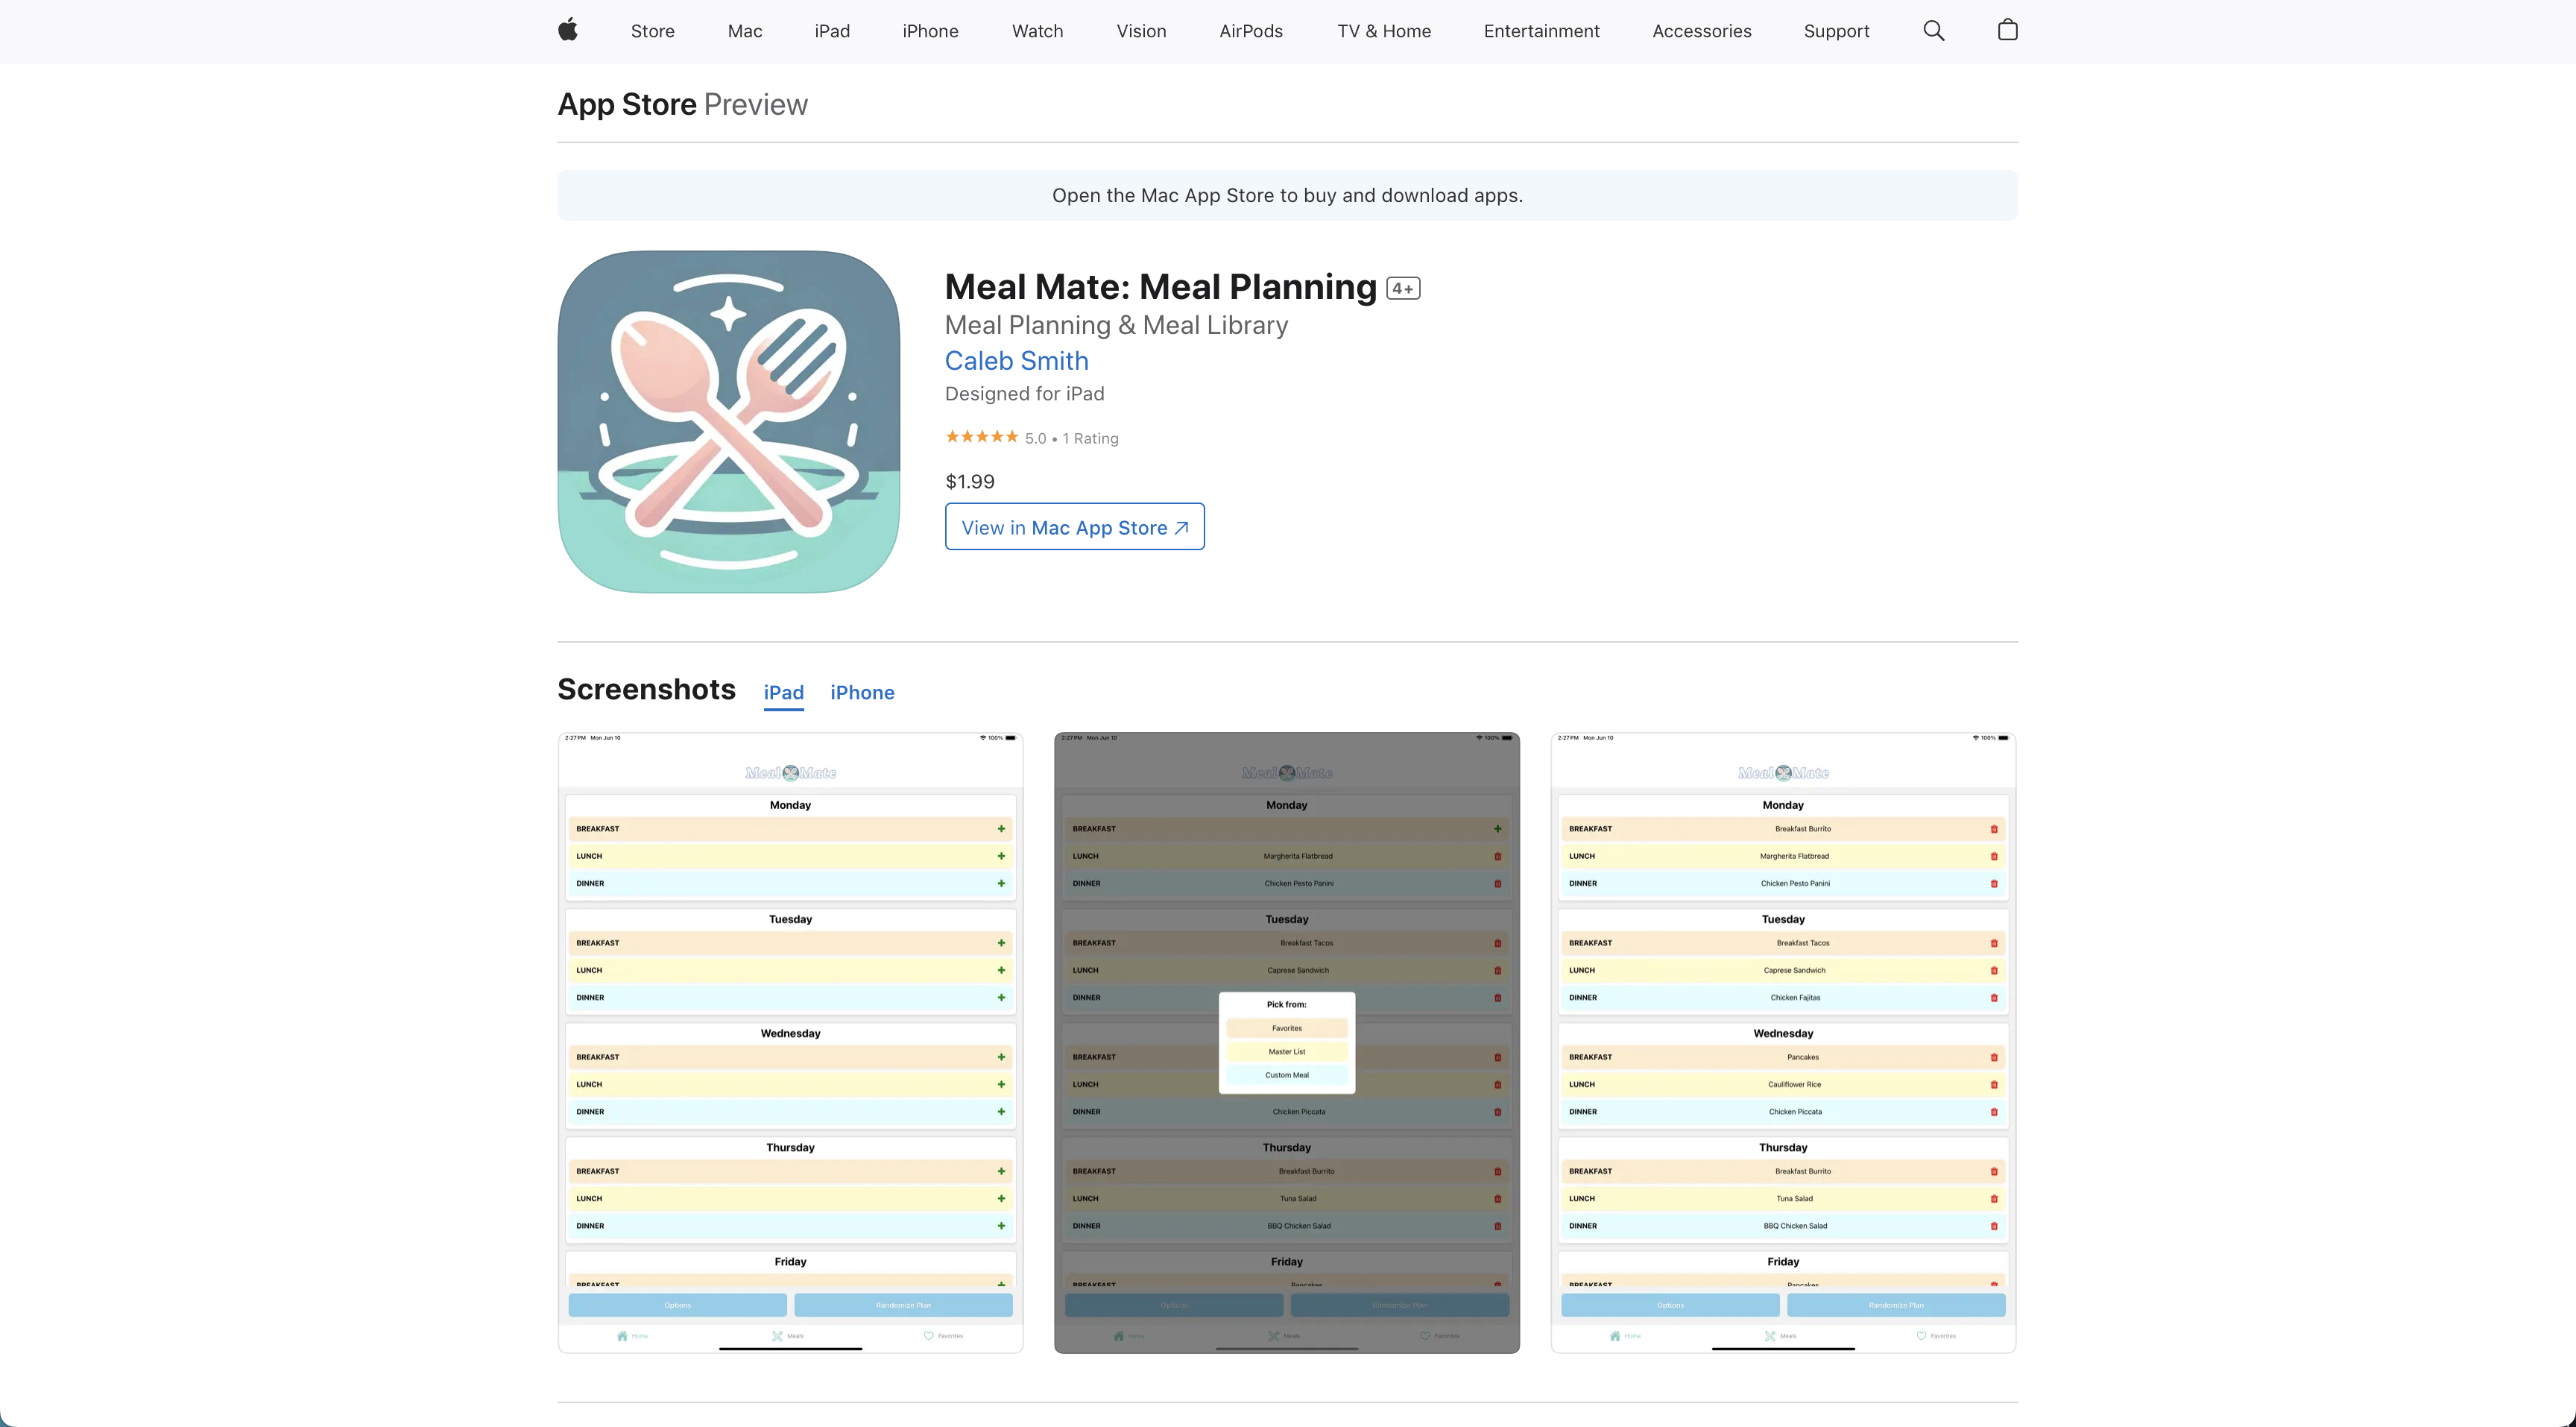 Store Mac iPad iPhone Watch Vision AirPods TV & Home Entertainment Accessories Support
App Store Preview
Open the Mac App Store to buy and download apps.
Meal Mate: Meal Planning 4+
Meal Planning & Meal Library
Caleb Smith
Designed for iPad
5.0 • 1 Rating
$1.99
View in Mac App Store
Screenshots iPad iPhone
2:27 PM Mon Jun 10 100%
Meal Mate
Monday
BREAKFAST
LUNCH
DINNER
Tuesday
BREAKFAST
LUNCH
DINNER
Wednesday
BREAKFAST
LUNCH
DINNER
Thursday
BREAKFAST
LUNCH
DINNER
Friday
BREAKFAST
Options Randomize Plan
Home Meals Favorites
2:27 PM Mon Jun 10 100%
Meal Mate
Monday
BREAKFAST
LUNCH Margherita Flatbread
DINNER Chicken Pesto Panini
Tuesday
BREAKFAST Breakfast Tacos
LUNCH Caprese Sandwich
DINNER
Pick from:
Favorites
Master List
Custom Meal
BREAKFAST
LUNCH
DINNER Chicken Piccata
Thursday
BREAKFAST Breakfast Burrito
LUNCH Tuna Salad
DINNER BBQ Chicken Salad
Friday
BREAKFAST Pancakes
Options Randomize Plan
Home Meals Favorites
2:27 PM Mon Jun 10 100%
Meal Mate
Monday
BREAKFAST Breakfast Burrito
LUNCH Margherita Flatbread
DINNER Chicken Pesto Panini
Tuesday
BREAKFAST Breakfast Tacos
LUNCH Caprese Sandwich
DINNER Chicken Fajitas
Wednesday
BREAKFAST Pancakes
LUNCH Cauliflower Rice
DINNER Chicken Piccata
Thursday
BREAKFAST Breakfast Burrito
LUNCH Tuna Salad
DINNER BBQ Chicken Salad
Friday
BREAKFAST Pancakes
Options Randomize Plan
Home Meals Favorites